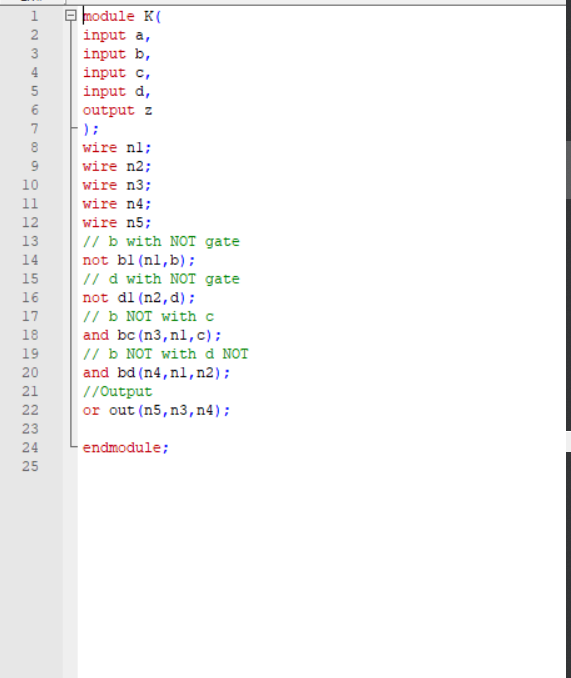 1 module K(
2 input a,
3 input b,
4 input c,
5 input d,
6 output z
7 );
8 wire n1;
9 wire n2;
10 wire n3;
11 wire n4;
12 wire n5;
13 // b with NOT gate
14 not b1(n1,b);
15 // d with NOT gate
16 not d1(n2,d);
17 // b NOT with c
18 and bc(n3,n1,c);
19 // b NOT with d NOT
20 and bd(n4,n1,n2);
21 //Output
22 or out(n5,n3,n4);
23
24 endmodule;
25